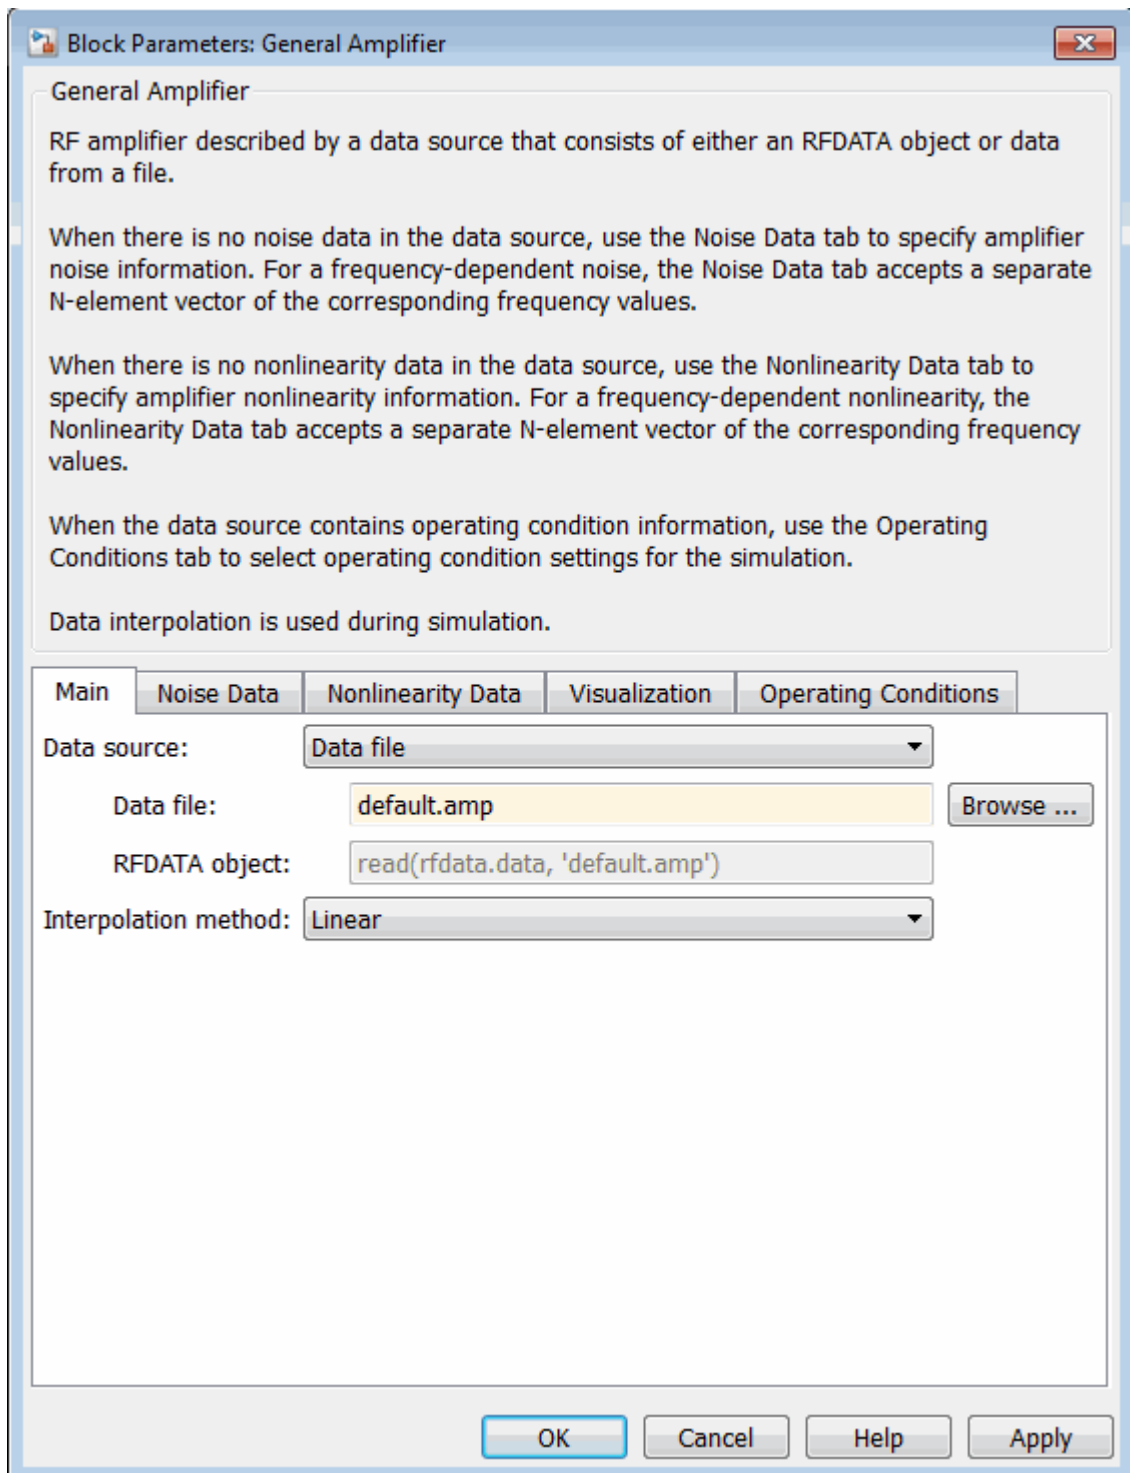 Block Parameters: General Amplifier
General Amplifier
RF amplifier described by a data source that consists of either an RFDATA object or data
from a file.
When there is no noise data in the data source, use the Noise Data tab to specify amplifier
noise information. For a frequency-dependent noise, the Noise Data tab accepts a separate
N-element vector of the corresponding frequency values.
When there is no nonlinearity data in the data source, use the Nonlinearity Data tab to
specify amplifier nonlinearity information. For a frequency-dependent nonlinearity, the
Nonlinearity Data tab accepts a separate N-element vector of the corresponding frequency
values.
When the data source contains operating condition information, use the Operating
Conditions tab to select operating condition settings for the simulation.
Data interpolation is used during simulation.
Main Noise Data Nonlinearity Data Visualization Operating Conditions
Data source: Data file
Data file: default.amp Browse ...
RFDATA object: read(rfdata.data, 'default.amp')
Interpolation method: Linear
OK Cancel Help Apply